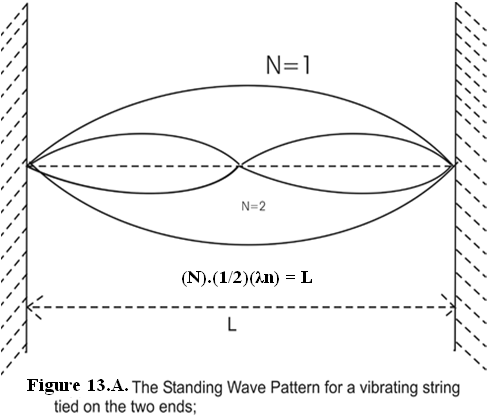 N=1
N=2
(N).(1/2)(λn) = L
L
Figure 13.A. The Standing Wave Pattern for a vibrating string
tied on the two ends;